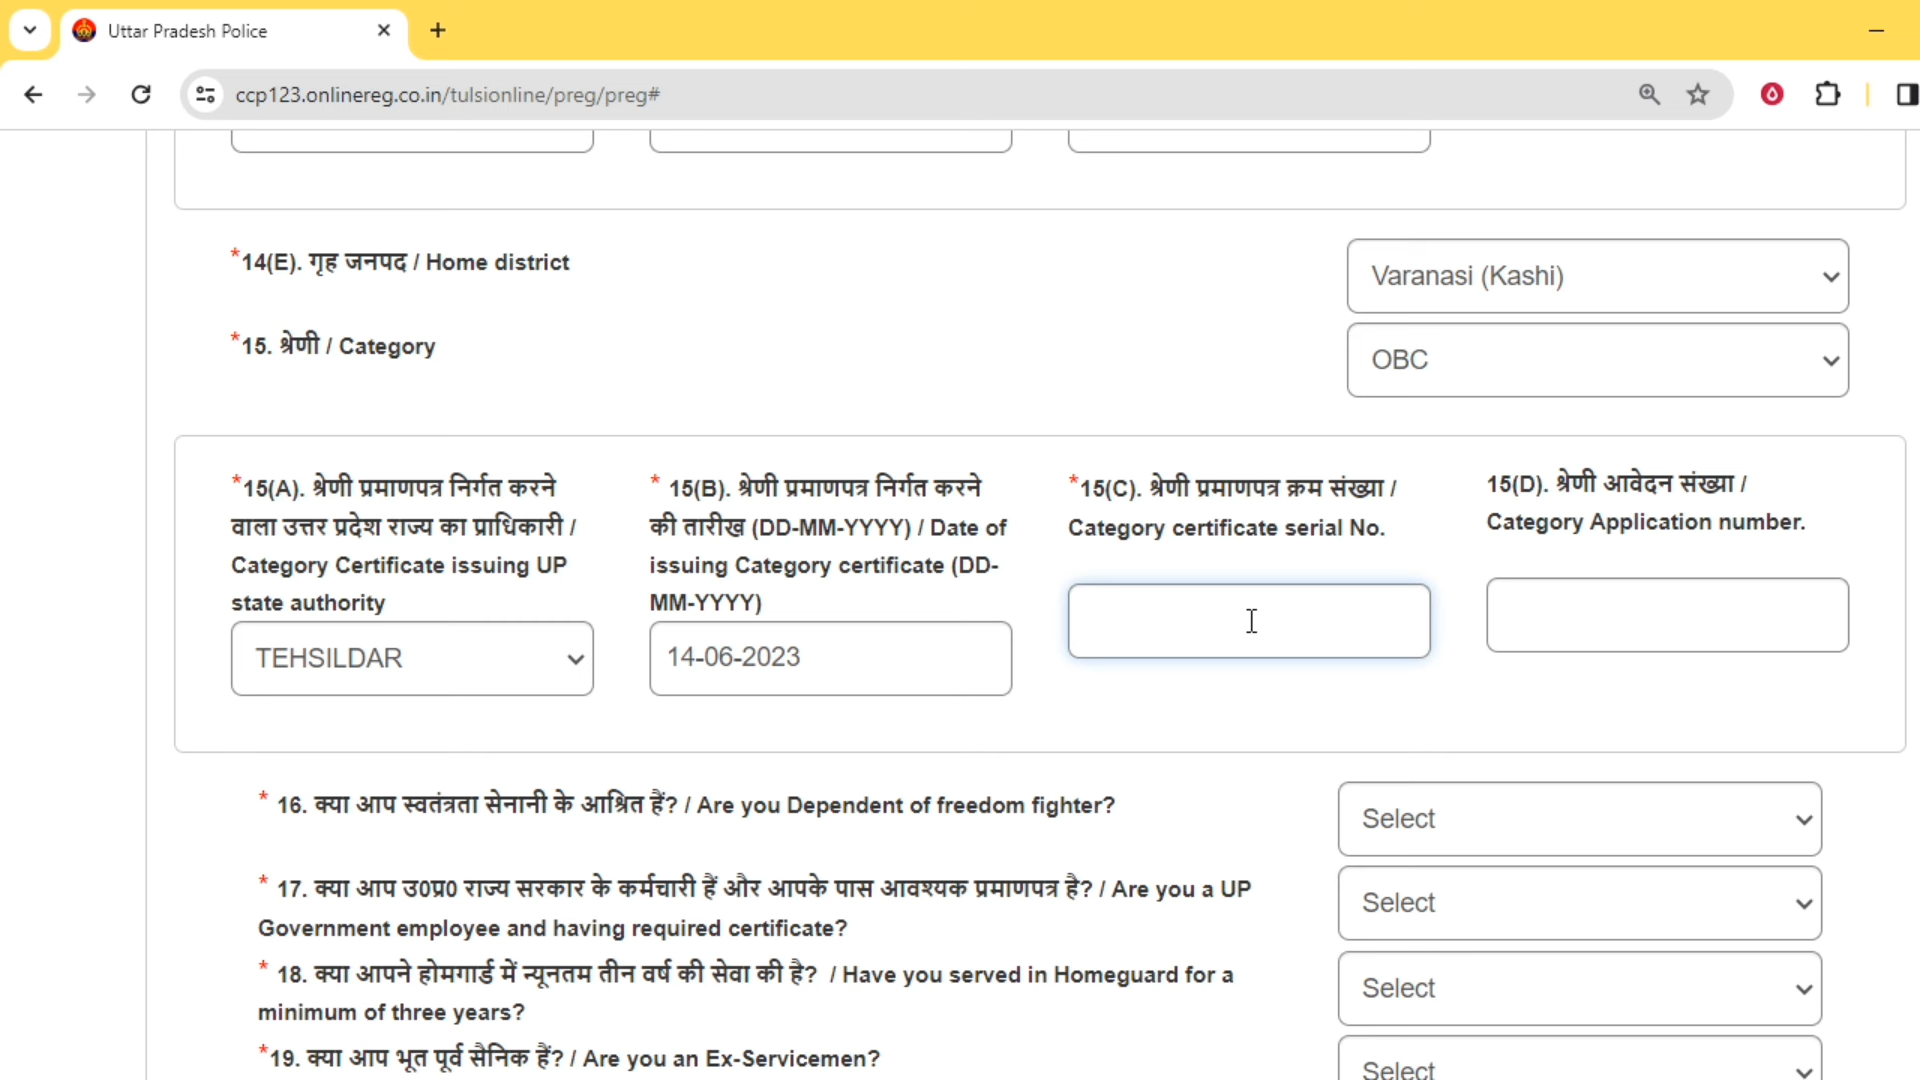 Uttar Pradesh Police
ccp123.onlinereg.co.in/tulsionline/preg/preg#
*14(E). गृह जनपद / Home district
Varanasi (Kashi)
*15. श्रेणी / Category
OBC
*15(A). श्रेणी प्रमाणपत्र निर्गत करने
वाला उत्तर प्रदेश राज्य का प्राधिकारी /
Category Certificate issuing UP
state authority
TEHSILDAR
* 15(B). श्रेणी प्रमाणपत्र निर्गत करने
की तारीख (DD-MM-YYYY) / Date of
issuing Category certificate (DD-
MM-YYYY)
14-06-2023
*15(C). श्रेणी प्रमाणपत्र क्रम संख्या /
Category certificate serial No.
15(D). श्रेणी आवेदन संख्या /
Category Application number.
* 16. क्या आप स्वतंत्रता सेनानी के आश्रित हैं? / Are you Dependent of freedom fighter?
Select
* 17. क्या आप उ0प्र0 राज्य सरकार के कर्मचारी हैं और आपके पास आवश्यक प्रमाणपत्र है? / Are you a UP
Government employee and having required certificate?
Select
* 18. क्या आपने होमगार्ड में न्यूनतम तीन वर्ष की सेवा की है? / Have you served in Homeguard for a
minimum of three years?
Select
*19. क्या आप भूत पूर्व सैनिक हैं? / Are you an Ex-Servicemen?
Select